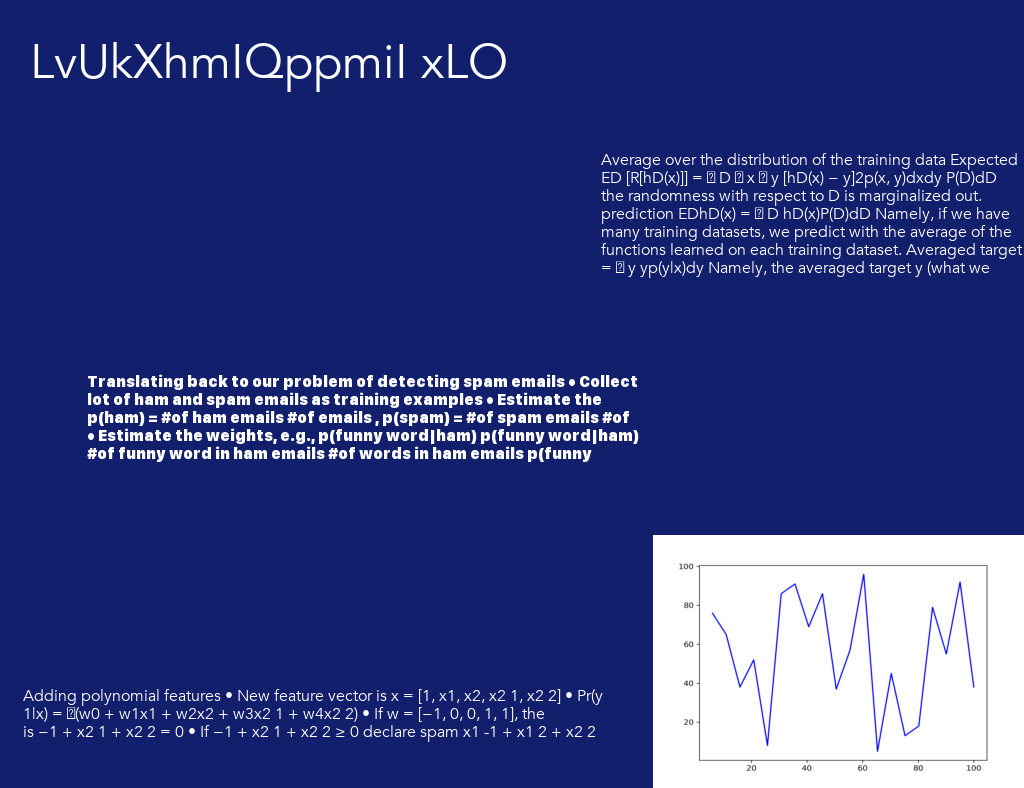 LvUkXhmIQppmiI xLO
Average over the distribution of the training data Expected
ED [R[hD(x)]] = D x y [hD(x) − y]2p(x, y)dxdy P(D)dD
the randomness with respect to D is marginalized out.
prediction EDhD(x) = D hD(x)P(D)dD Namely, if we have
many training datasets, we predict with the average of the
functions learned on each training dataset. Averaged target
= y yp(y|x)dy Namely, the averaged target y (what we
Translating back to our problem of detecting spam emails • Collect
lot of ham and spam emails as training examples • Estimate the
p(ham) = #of ham emails #of emails , p(spam) = #of spam emails #of
• Estimate the weights, e.g., p(funny word|ham) p(funny word|ham)
#of funny word in ham emails #of words in ham emails p(funny
Adding polynomial features • New feature vector is x = [1, x1, x2, x2 1, x2 2] • Pr(y
1|x) = (w0 + w1x1 + w2x2 + w3x2 1 + w4x2 2) • If w = [−1, 0, 0, 1, 1], the
is −1 + x2 1 + x2 2 = 0 • If −1 + x2 1 + x2 2 ≥ 0 declare spam x1 -1 + x1 2 + x2 2
100
80
60
40
20
20 40 60 80 100